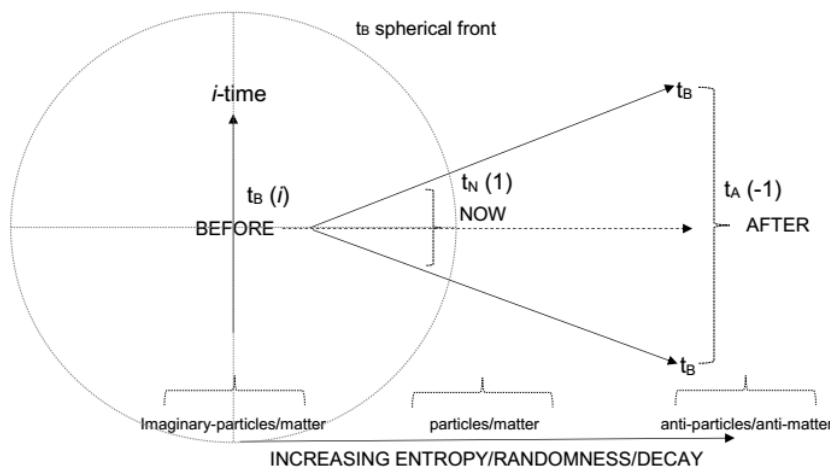 tB spherical front
i-time
tB
tB (i)
tN (1)
tA (-1)
BEFORE
NOW
AFTER
tB
Imaginary-particles/matter
particles/matter
anti-particles/anti-matter
INCREASING ENTROPY/RANDOMNESS/DECAY